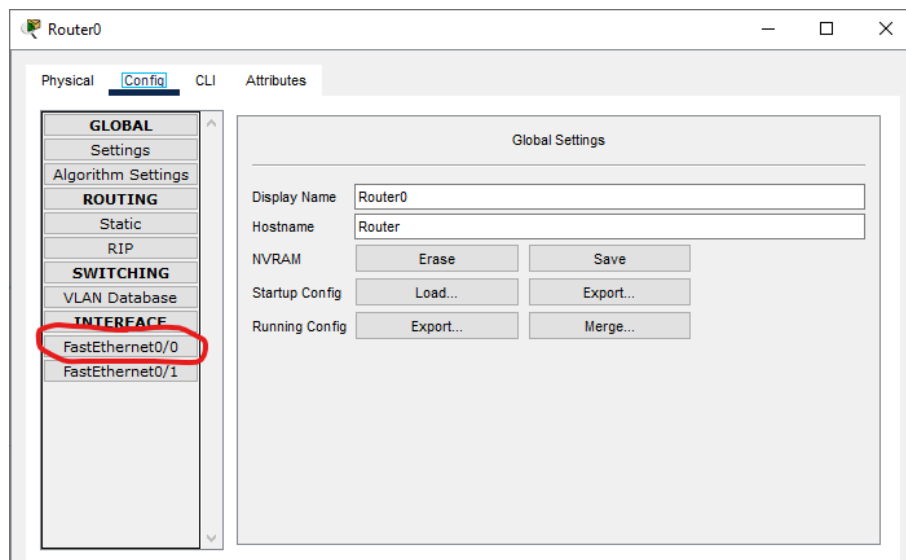 Router0
Physical Config CLI Attributes
GLOBAL
Settings
Algorithm Settings
ROUTING
Static
RIP
SWITCHING
VLAN Database
INTERFACE
FastEthernet0/0
FastEthernet0/1
Global Settings
Display Name Router0
Hostname Router
NVRAM Erase Save
Startup Config Load... Export...
Running Config Export... Merge...